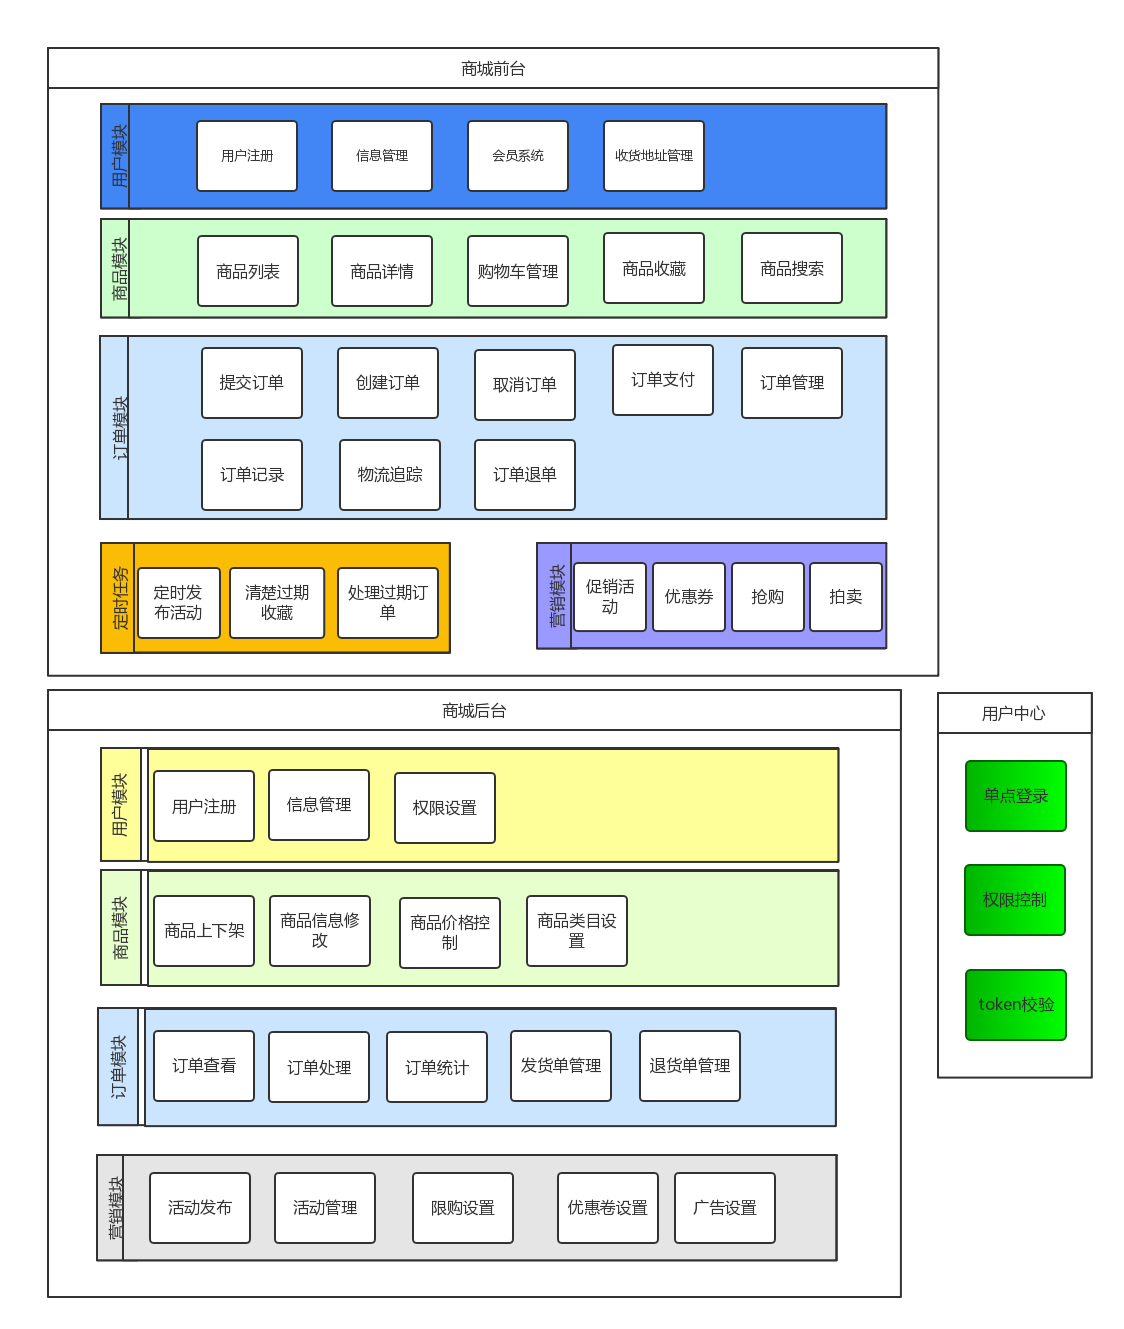 商城前台
用户模块
用户注册
信息管理
会员系统
收货地址管理
商品模块
商品列表
商品详情
购物车管理
商品收藏
商品搜索
订单模块
提交订单
创建订单
取消订单
订单支付
订单管理
订单记录
物流追踪
订单退单
定时任务
定时发
布活动
清楚过期
收藏
处理过期订
单
营销模块
促销活
动
优惠券
抢购
拍卖
商城后台
用户模块
用户注册
信息管理
权限设置
商品模块
商品上下架
商品信息修
改
商品价格控
制
商品类目设
置
订单模块
订单查看
订单处理
订单统计
发货单管理
退货单管理
营销模块
活动发布
活动管理
限购设置
优惠卷设置
广告设置
用户中心
单点登录
权限控制
token校验